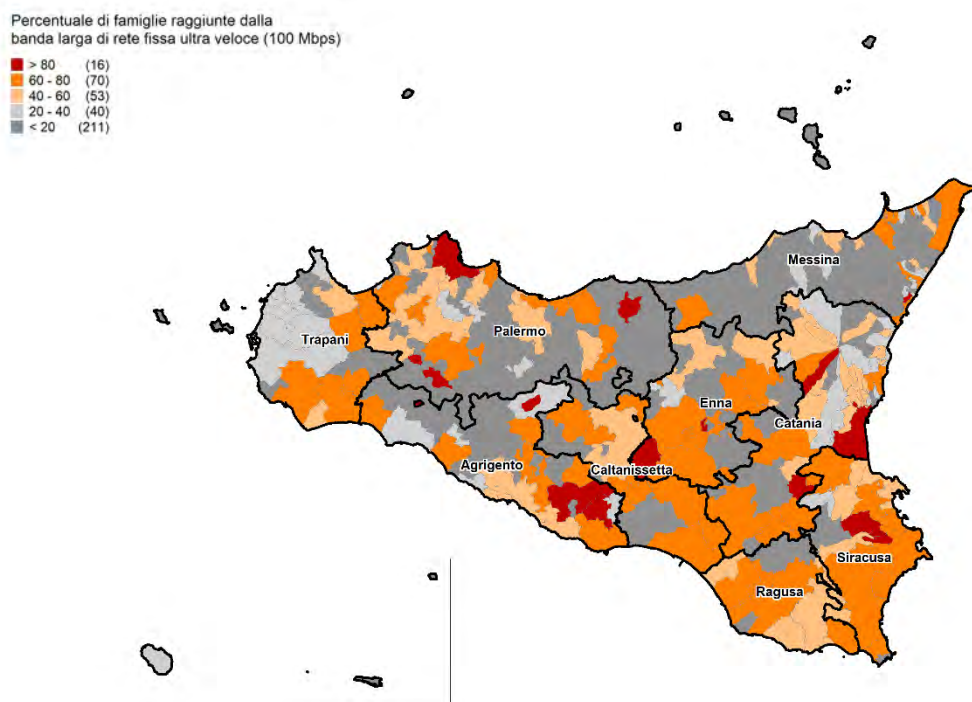 Percentuale di famiglie raggiunte dalla
banda larga di rete fissa ultra veloce (100 Mbps)
> 80 (16)
60 - 80 (70)
40 - 60 (53)
20 - 40 (40)
< 20 (211)
Messina
Palermo
Trapani
Enna
Catania
Agrigento
Caltanissetta
Siracusa
Ragusa